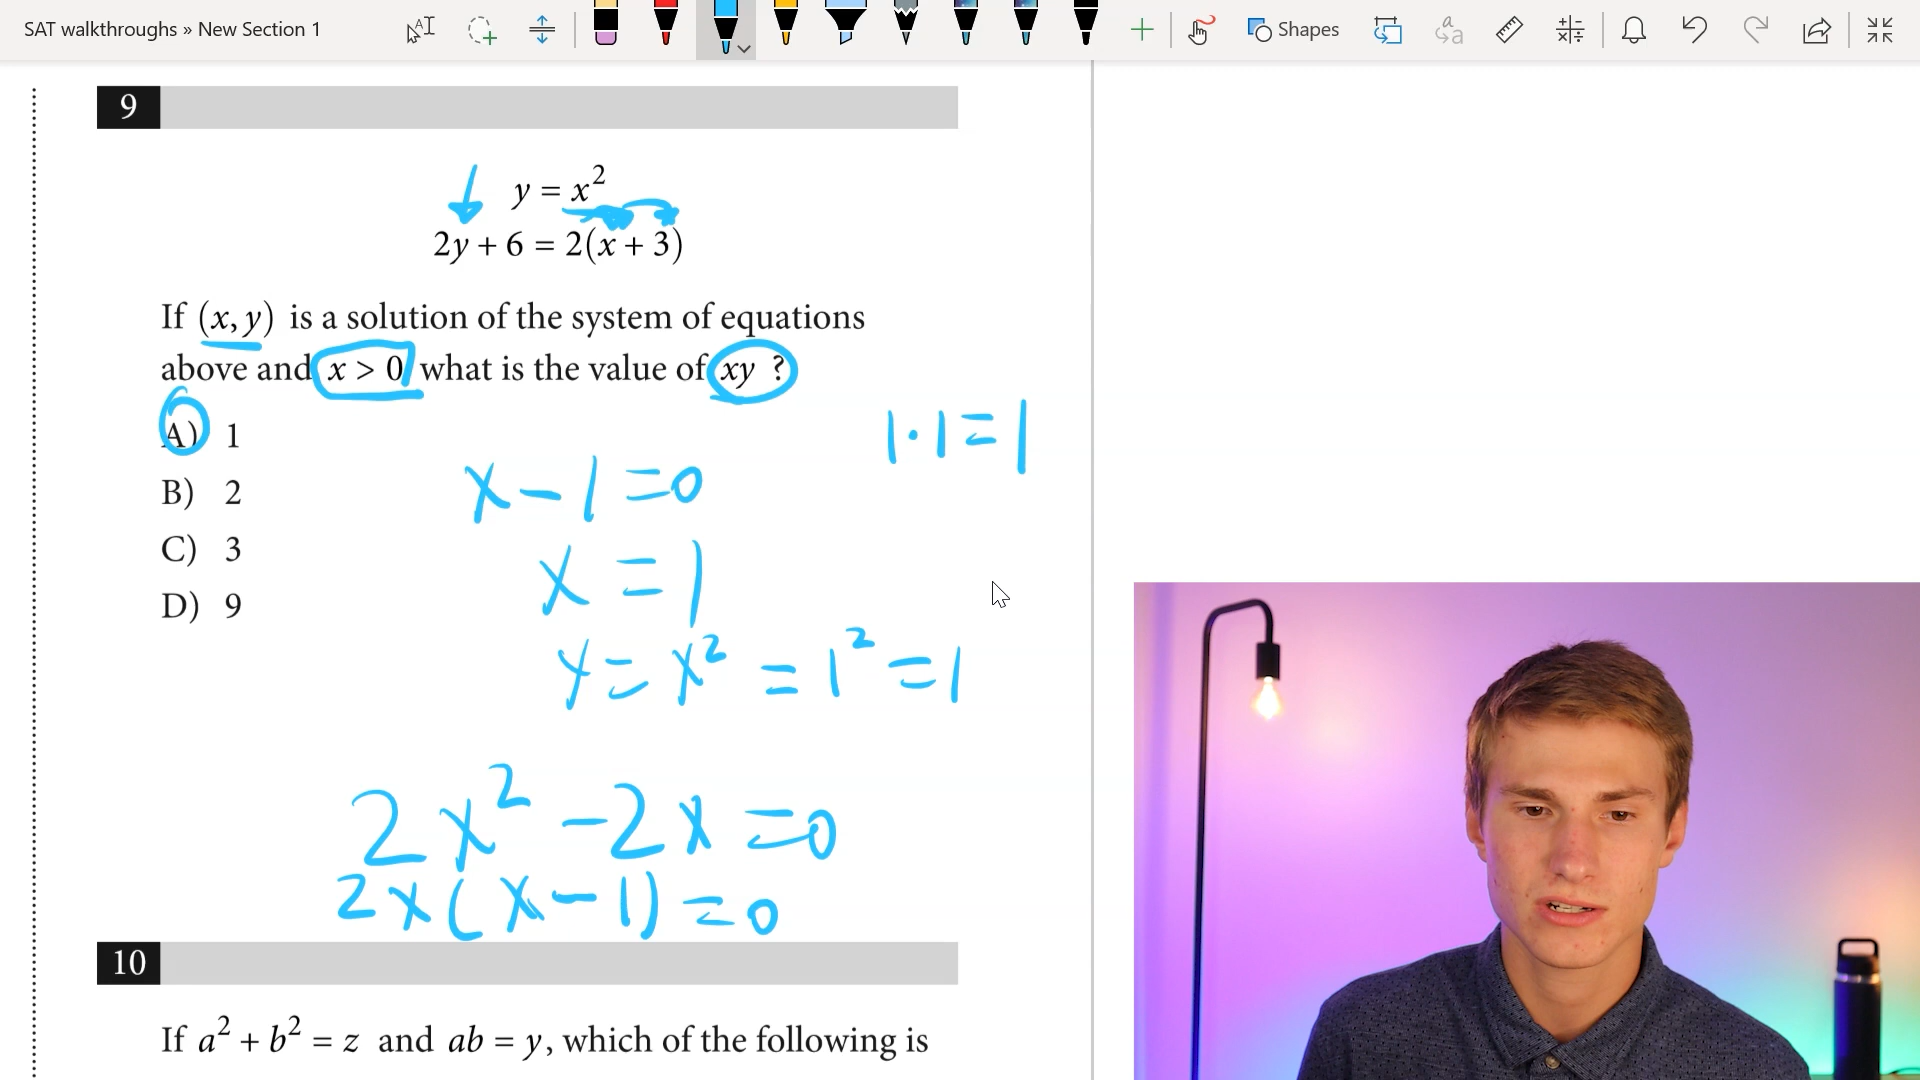 SAT walkthroughs » New Section 1
Shapes
9
y = x²
2y + 6 = 2(x + 3)
If (x, y) is a solution of the system of equations
above and x > 0 what is the value of xy ?
A) 1
1·1=1
B) 2
x-1=0
C) 3
x=1
D) 9
y=x²=1²=1
2x²-2x=0
2x(x-1)=0
10
If a² + b² = z and ab = y, which of the following is